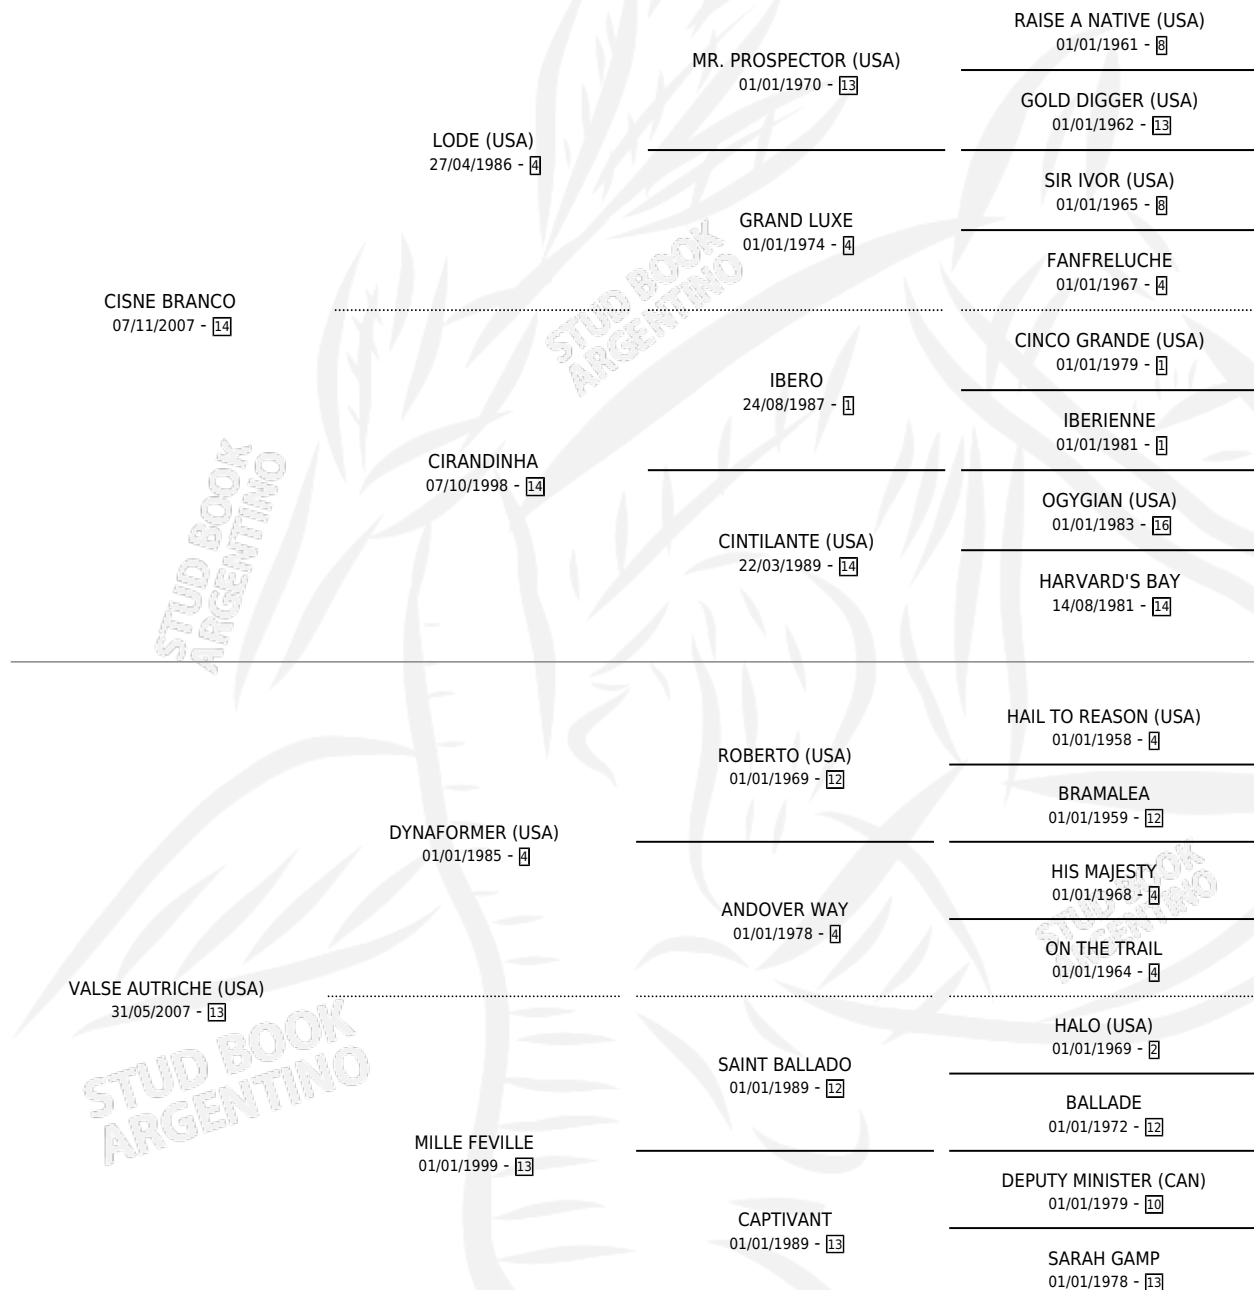 CISNE BRANCO
07/11/2007 - 14
LODE (USA)
27/04/1986 - 4
MR. PROSPECTOR (USA)
01/01/1970 - 13
RAISE A NATIVE (USA)
01/01/1961 - 8
GOLD DIGGER (USA)
01/01/1962 - 13
GRAND LUXE
01/01/1974 - 4
SIR IVOR (USA)
01/01/1965 - 8
FANFRELUCHE
01/01/1967 - 4
CIRANDINHA
07/10/1998 - 14
IBERO
24/08/1987 - 1
CINCO GRANDE (USA)
01/01/1979 - 1
IBERIENNE
01/01/1981 - 1
CINTILANTE (USA)
22/03/1989 - 14
OGYGIAN (USA)
01/01/1983 - 16
HARVARD'S BAY
14/08/1981 - 14
VALSE AUTRICHE (USA)
31/05/2007 - 13
DYNAFORMER (USA)
01/01/1985 - 4
ROBERTO (USA)
01/01/1969 - 12
HAIL TO REASON (USA)
01/01/1958 - 4
BRAMALEA
01/01/1959 - 12
ANDOVER WAY
01/01/1978 - 4
HIS MAJESTY
01/01/1968 - 4
ON THE TRAIL
01/01/1964 - 4
MILLE FEVILLE
01/01/1999 - 13
SAINT BALLADO
01/01/1989 - 12
HALO (USA)
01/01/1969 - 2
BALLADE
01/01/1972 - 12
CAPTIVANT
01/01/1989 - 13
DEPUTY MINISTER (CAN)
01/01/1979 - 10
SARAH GAMP
01/01/1978 - 13
STUD BOOK
ARGENTINO
STUD BOOK
ARGENTINO
STUD BOOK
ARGENTINO
STUD BOOK
ARGENTINO